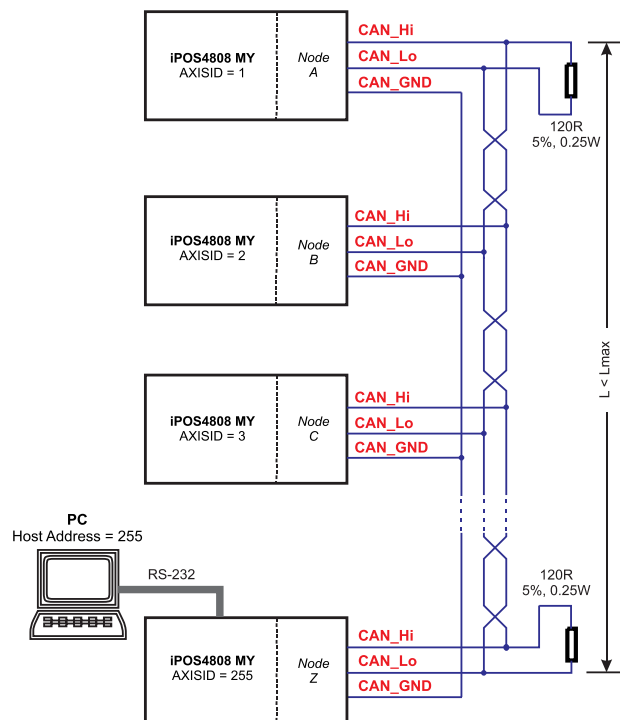 iPOS4808 MY
AXISID = 1
Node
A
CAN_Hi
CAN_Lo
CAN_GND
120R
5%, 0.25W
iPOS4808 MY
AXISID = 2
Node
B
CAN_Hi
CAN_Lo
CAN_GND
L < Lmax
iPOS4808 MY
AXISID = 3
Node
C
CAN_Hi
CAN_Lo
CAN_GND
PC
Host Address = 255
RS-232
120R
5%, 0.25W
iPOS4808 MY
AXISID = 255
Node
Z
CAN_Hi
CAN_Lo
CAN_GND